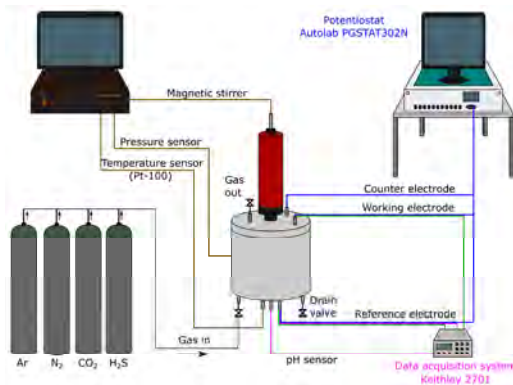 Potentiostat
Autolab PGSTAT302N
Magnetic stirrer
Pressure sensor
Temperature sensor
(Pt-100)
Gas
out
Counter electrode
Working electrode
Drain
valve
Reference electrode
Gas in
pH sensor
Ar
N₂
CO₂
H₂S
Data acquisition system
Keithley 2701